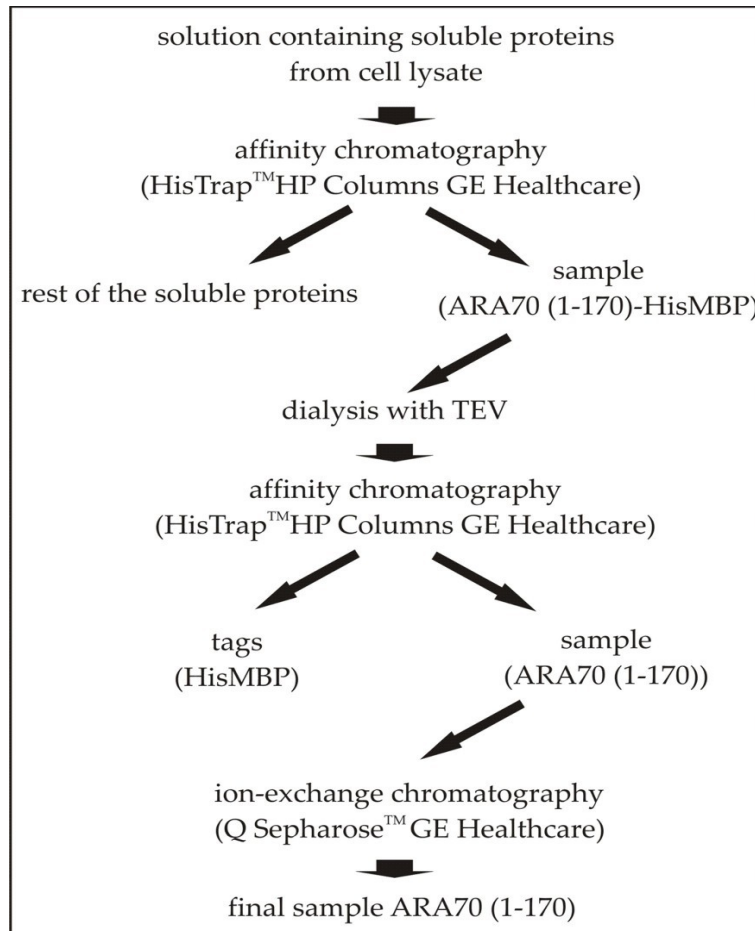 solution containing soluble proteins
from cell lysate
affinity chromatography
(HisTrap™HP Columns GE Healthcare)
rest of the soluble proteins
sample
(ARA70 (1-170)-HisMBP)
dialysis with TEV
affinity chromatography
(HisTrap™HP Columns GE Healthcare)
tags
(HisMBP)
sample
(ARA70 (1-170))
ion-exchange chromatography
(Q Sepharose™ GE Healthcare)
final sample ARA70 (1-170)